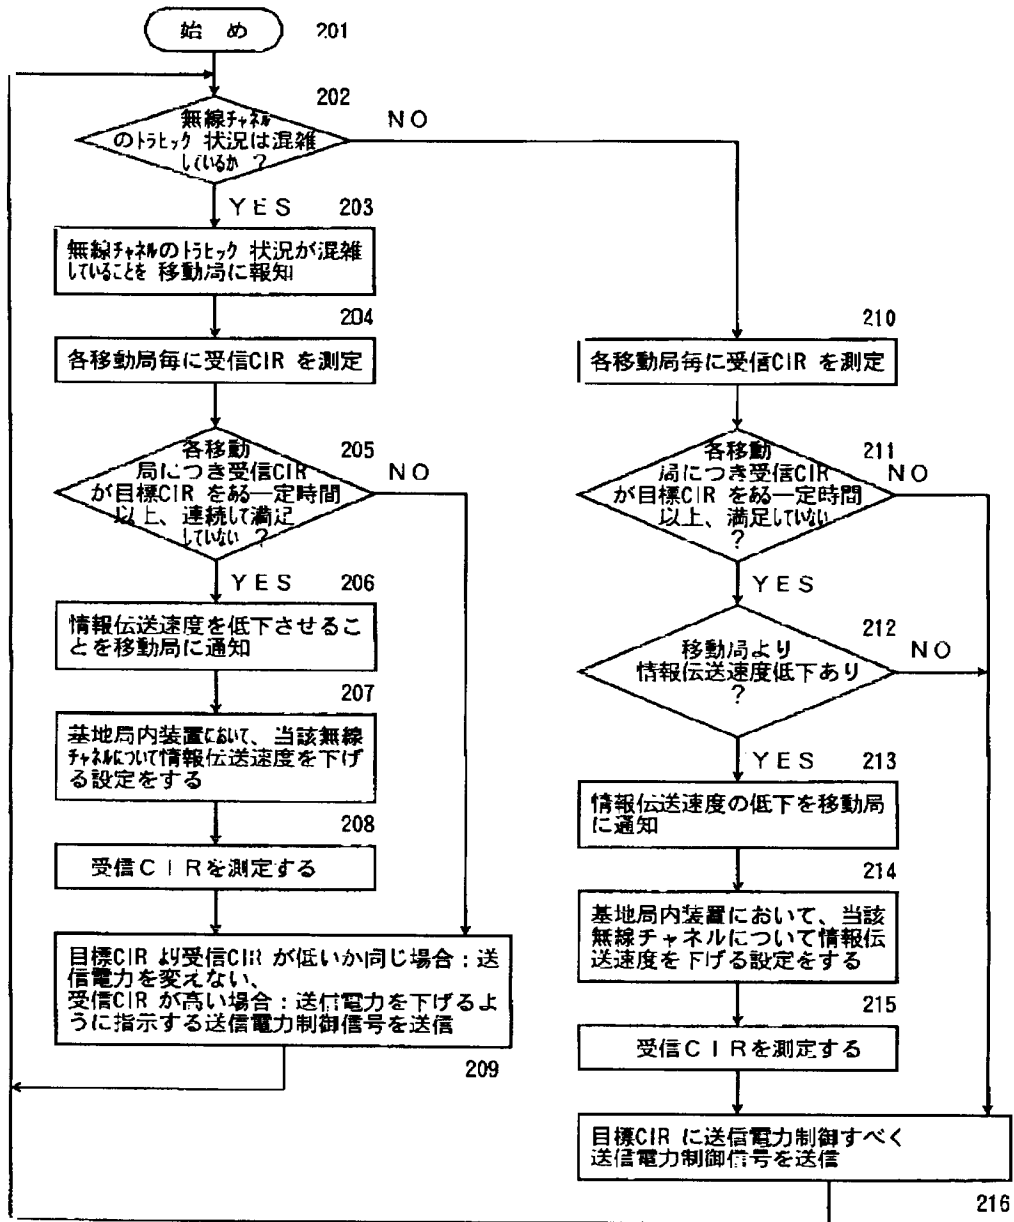 始 め
201
202
無線チャネル
のトラヒック 状況は混雑
しているか ?
NO
YES
203
無線チャネルのトラヒック 状況が混雑
していることを 移動局に報知
204
各移動局毎に受信CIR を測定
205
各移動
局につき受信CIR
が目標CIR をある一定時間
以上、連続して満足
していない ?
NO
YES
206
情報伝送速度を低下させるこ
とを移動局に通知
207
基地局内装置において、当該無線
チャネルについて情報伝送速度を下げ
る設定をする
208
受信CIRを測定する
目標CIR より受信CIR が低いか同じ場合:送
信電力を変えない、
受信CIR が高い場合:送信電力を下げるよ
うに指示する送信電力制御信号を送信
209
210
各移動局毎に受信CIR を測定
211
各移動
局につき受信CIR
が目標CIR をある一定時間
以上、満足していない
?
NO
YES
212
移動局より
情報伝送速度低下あり
?
NO
YES
213
情報伝送速度の低下を移動局
に通知
214
基地局内装置において、当該
無線チャネルについて情報伝
送速度を下げる設定をする
215
受信CIRを測定する
目標CIR に送信電力制御すべく
送信電力制御信号を送信
216